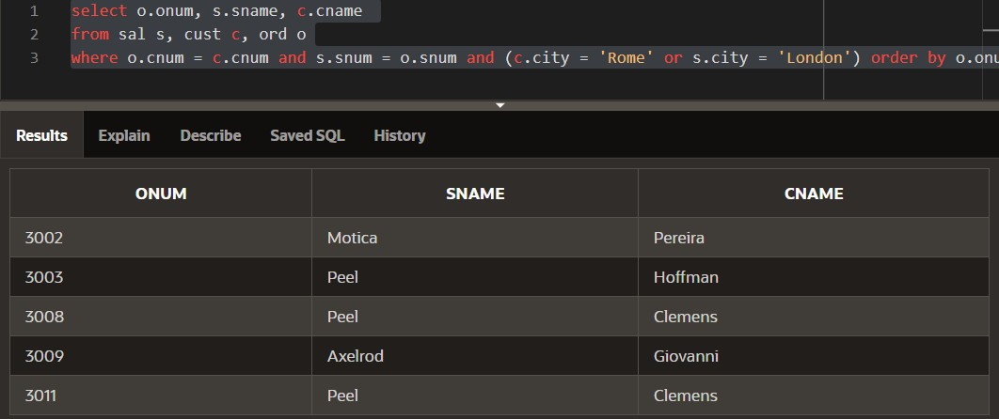 1 select o.onum, s.sname, c.cname
2 from sal s, cust c, ord o
3 where o.cnum = c.cnum and s.snum = o.snum and (c.city = 'Rome' or s.city = 'London') order by o.onu
Results Explain Describe Saved SQL History
ONUM SNAME CNAME
3002 Motica Pereira
3003 Peel Hoffman
3008 Peel Clemens
3009 Axelrod Giovanni
3011 Peel Clemens